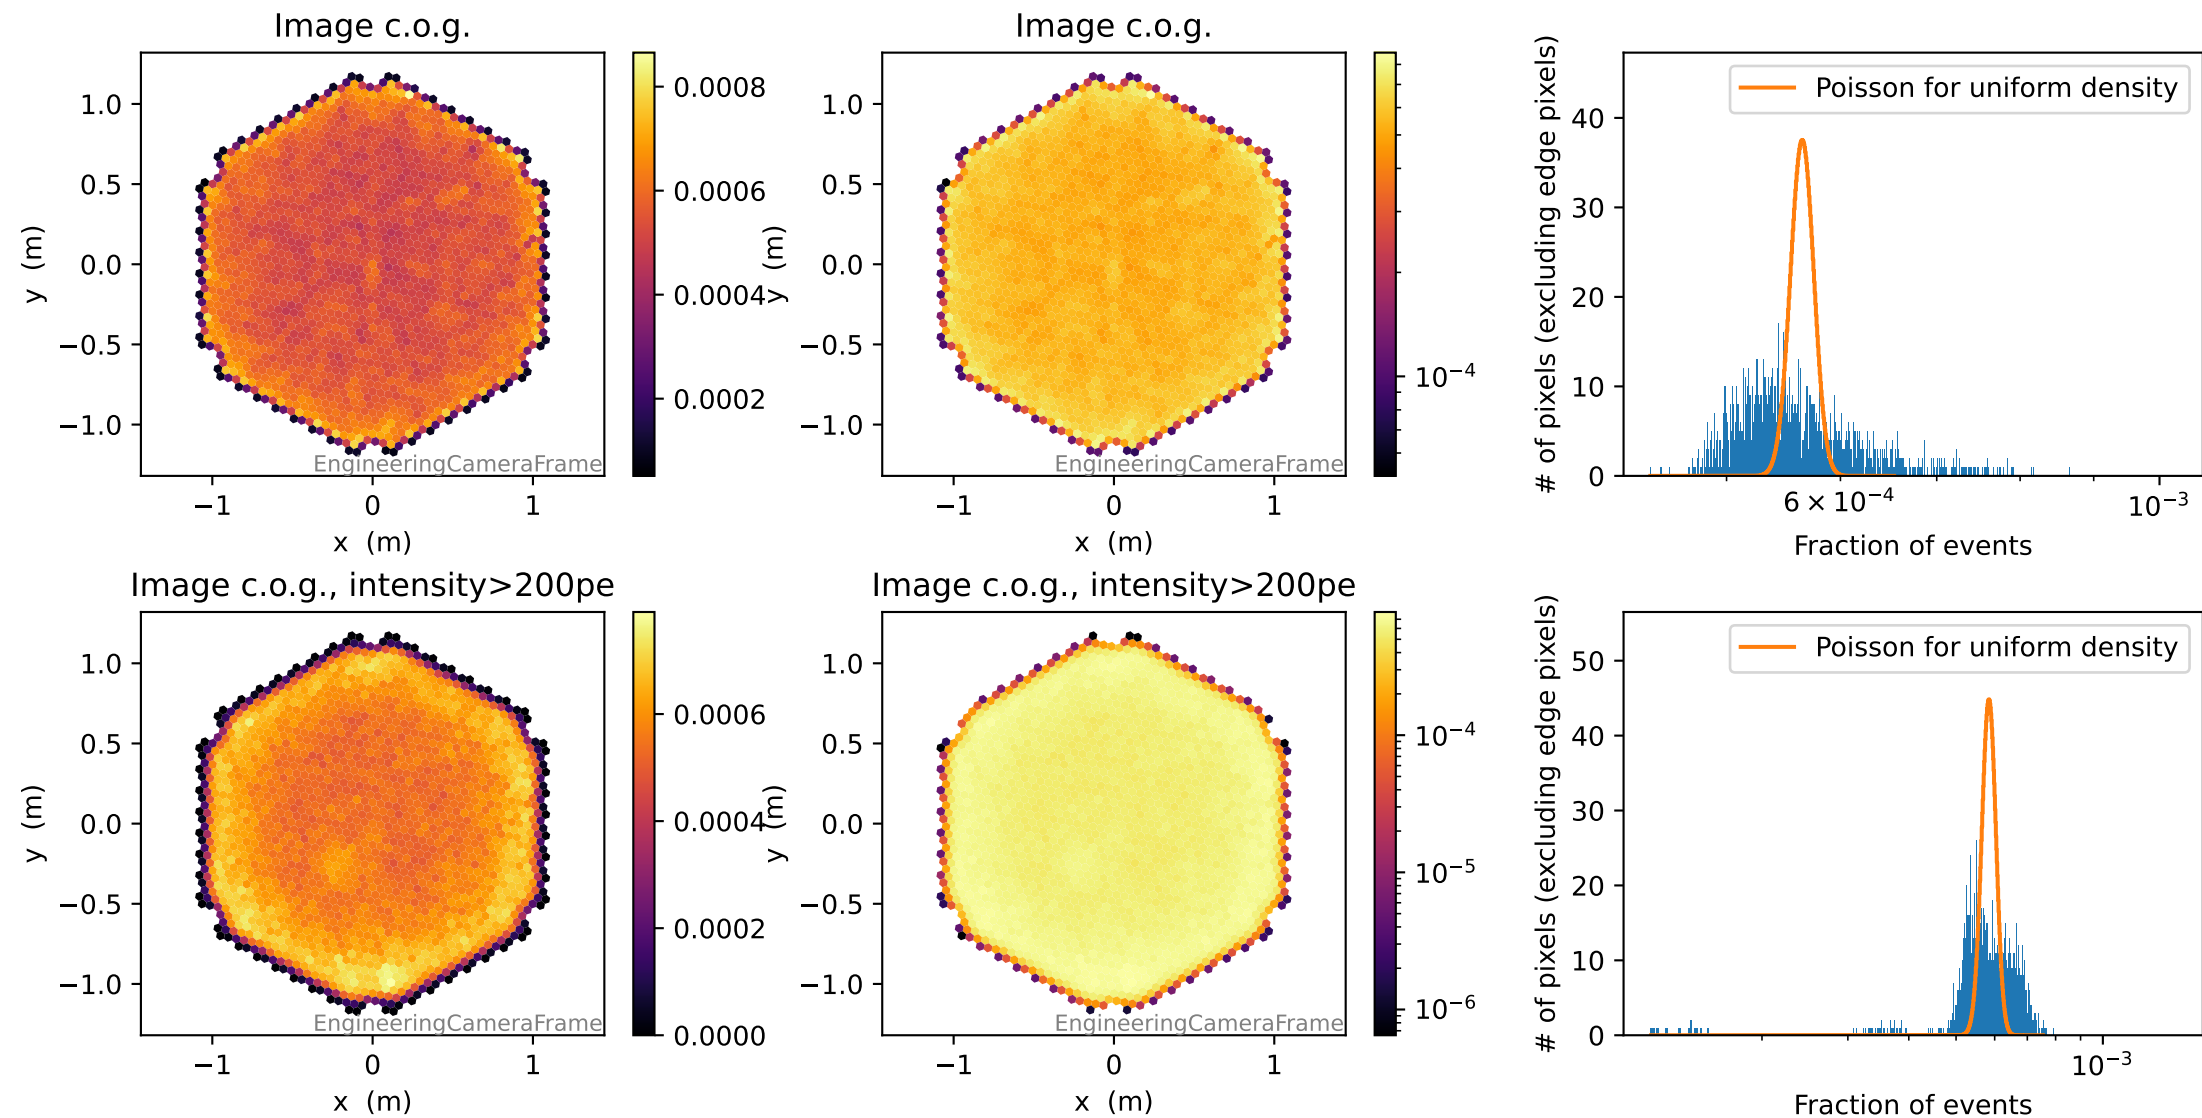 Image c.o.g.
1.0
0.5
0.0
−0.5
−1.0
y (m)
−1 0 1
x (m)
EngineeringCameraFrame
0.0008
0.0006
0.0004
0.0002
Image c.o.g.
1.0
0.5
0.0
−0.5
−1.0
y (m)
−1 0 1
x (m)
EngineeringCameraFrame
10⁻⁴
Poisson for uniform density
# of pixels (excluding edge pixels)
40
30
20
10
0
6 × 10⁻⁴ 10⁻³
Fraction of events
Image c.o.g., intensity>200pe
1.0
0.5
0.0
−0.5
−1.0
y (m)
−1 0 1
x (m)
EngineeringCameraFrame
0.0006
0.0004
0.0002
0.0000
Image c.o.g., intensity>200pe
1.0
0.5
0.0
−0.5
−1.0
y (m)
−1 0 1
x (m)
EngineeringCameraFrame
10⁻⁴
10⁻⁵
10⁻⁶
Poisson for uniform density
# of pixels (excluding edge pixels)
50
40
30
20
10
0
10⁻³
Fraction of events